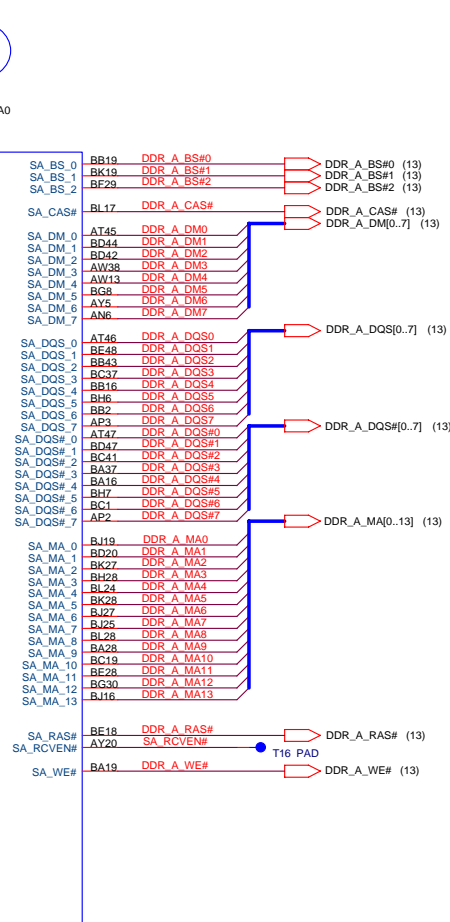 A0
SA_BS_0 BB19 DDR_A_BS#0 DDR_A_BS#0 (13)
SA_BS_1 BK19 DDR_A_BS#1 DDR_A_BS#1 (13)
SA_BS_2 BF29 DDR_A_BS#2 DDR_A_BS#2 (13)
SA_CAS# BL17 DDR_A_CAS# DDR_A_CAS# (13)
DDR_A_DM[0..7] (13)
SA_DM_0 AT45 DDR_A_DM0
SA_DM_1 BD44 DDR_A_DM1
SA_DM_2 BD42 DDR_A_DM2
SA_DM_3 AW38 DDR_A_DM3
SA_DM_4 AW13 DDR_A_DM4
SA_DM_5 BG8 DDR_A_DM5
SA_DM_6 AY5 DDR_A_DM6
SA_DM_7 AN6 DDR_A_DM7
DDR_A_DQS[0..7] (13)
SA_DQS_0 AT46 DDR_A_DQS0
SA_DQS_1 BE48 DDR_A_DQS1
SA_DQS_2 BB43 DDR_A_DQS2
SA_DQS_3 BC37 DDR_A_DQS3
SA_DQS_4 BB16 DDR_A_DQS4
SA_DQS_5 BH6 DDR_A_DQS5
SA_DQS_6 BB2 DDR_A_DQS6
SA_DQS_7 AP3 DDR_A_DQS7
DDR_A_DQS#[0..7] (13)
SA_DQS#_0 AT47 DDR_A_DQS#0
SA_DQS#_1 BD47 DDR_A_DQS#1
SA_DQS#_2 BC41 DDR_A_DQS#2
SA_DQS#_3 BA37 DDR_A_DQS#3
SA_DQS#_4 BA16 DDR_A_DQS#4
SA_DQS#_5 BH7 DDR_A_DQS#5
SA_DQS#_6 BC1 DDR_A_DQS#6
SA_DQS#_7 AP2 DDR_A_DQS#7
DDR_A_MA[0..13] (13)
SA_MA_0 BJ19 DDR_A_MA0
SA_MA_1 BD20 DDR_A_MA1
SA_MA_2 BK27 DDR_A_MA2
SA_MA_3 BH28 DDR_A_MA3
SA_MA_4 BL24 DDR_A_MA4
SA_MA_5 BK28 DDR_A_MA5
SA_MA_6 BJ27 DDR_A_MA6
SA_MA_7 BJ25 DDR_A_MA7
SA_MA_8 BL28 DDR_A_MA8
SA_MA_9 BA28 DDR_A_MA9
SA_MA_10 BC19 DDR_A_MA10
SA_MA_11 BE28 DDR_A_MA11
SA_MA_12 BG30 DDR_A_MA12
SA_MA_13 BJ16 DDR_A_MA13
SA_RAS# BE18 DDR_A_RAS# DDR_A_RAS# (13)
SA_RCVEN# AY20 SA_RCVEN# T16 PAD
SA_WE# BA19 DDR_A_WE# DDR_A_WE# (13)